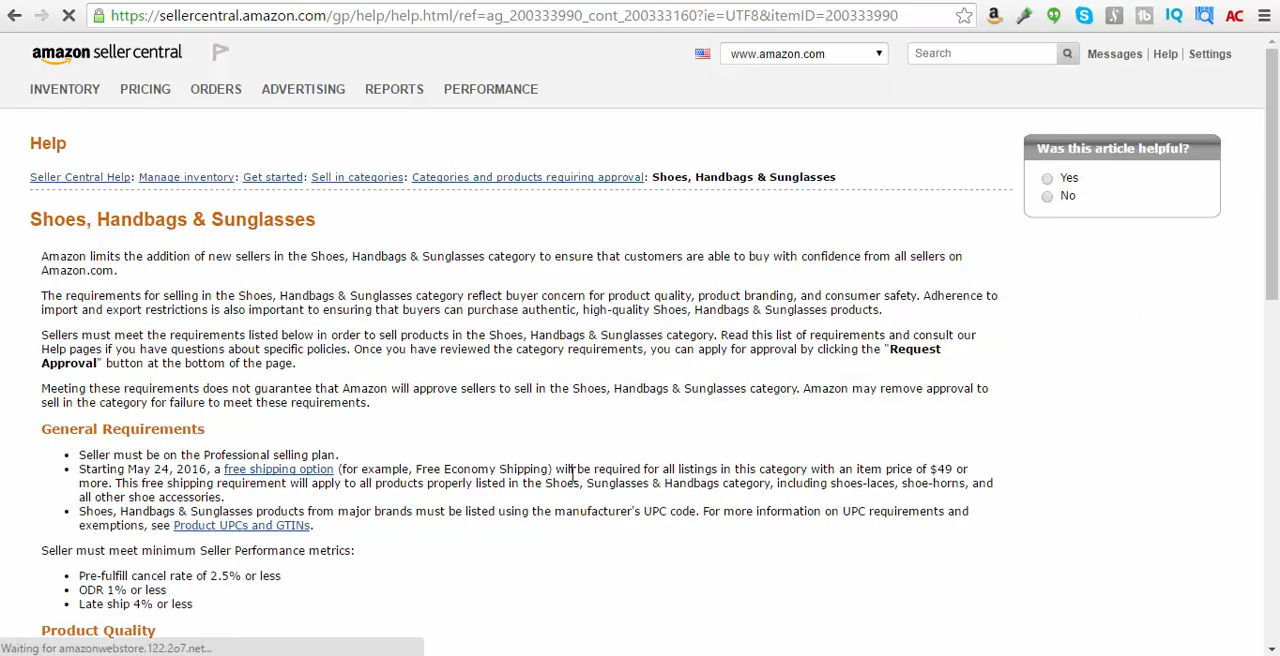 https://sellercentral.amazon.com/gp/help/help.html/ref=ag_200333990_cont_200333160?ie=UTF8&itemID=200333990
a
tb
IQ
AC
amazon seller central
www.amazon.com
Search
Messages | Help | Settings
INVENTORY PRICING ORDERS ADVERTISING REPORTS PERFORMANCE
Help
Was this article helpful?
Yes
No
Seller Central Help: Manage inventory: Get started: Sell in categories: Categories and products requiring approval: Shoes, Handbags & Sunglasses
Shoes, Handbags & Sunglasses
Amazon limits the addition of new sellers in the Shoes, Handbags & Sunglasses category to ensure that customers are able to buy with confidence from all sellers on
Amazon.com.
The requirements for selling in the Shoes, Handbags & Sunglasses category reflect buyer concern for product quality, product branding, and consumer safety. Adherence to
import and export restrictions is also important to ensuring that buyers can purchase authentic, high-quality Shoes, Handbags & Sunglasses products.
Sellers must meet the requirements listed below in order to sell products in the Shoes, Handbags & Sunglasses category. Read this list of requirements and consult our
Help pages if you have questions about specific policies. Once you have reviewed the category requirements, you can apply for approval by clicking the "Request
Approval" button at the bottom of the page.
Meeting these requirements does not guarantee that Amazon will approve sellers to sell in the Shoes, Handbags & Sunglasses category. Amazon may remove approval to
sell in the category for failure to meet these requirements.
General Requirements
• Seller must be on the Professional selling plan.
• Starting May 24, 2016, a free shipping option (for example, Free Economy Shipping) will be required for all listings in this category with an item price of $49 or
more. This free shipping requirement will apply to all products properly listed in the Shoes, Sunglasses & Handbags category, including shoes-laces, shoe-horns, and
all other shoe accessories.
• Shoes, Handbags & Sunglasses products from major brands must be listed using the manufacturer's UPC code. For more information on UPC requirements and
exemptions, see Product UPCs and GTINs.
Seller must meet minimum Seller Performance metrics:
• Pre-fulfill cancel rate of 2.5% or less
• ODR 1% or less
• Late ship 4% or less
Product Quality
Waiting for amazonwebstore.122.2o7.net...